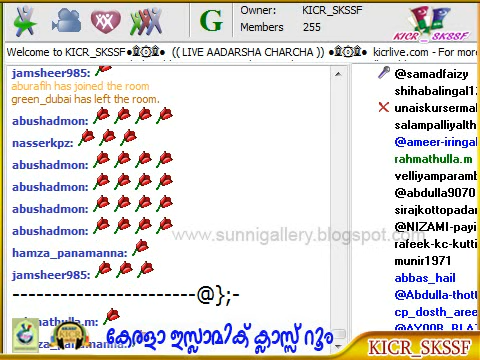 G
Owner: KICR_SKSSF
Members 255
KICR_SKSSF
Welcome to KICR_SKSSF (( LIVE AADARSHA CHARCHA )) kicrlive.com - For more
jamsheer985:
aburafih has joined the room
green_dubai has left the room.
abushadmon:
nasserkpz:
abushadmon:
abushadmon:
abushadmon:
abushadmon:
hamza_panamanna:
jamsheer985:
-----------------------@};-
@samadfaizy
shihabalingal1
unaiskursermal
salampalliyalth
@ameer-iringal
rahmathulla.m
velliyamparamb
@abdulla9070
sirajkottopadar
@NIZAMI-payi
rafeek-kc-kutti
munir1971
abbas_hail
@Abdulla-thott
cp_dosth_aree
www.sunnigallery.blogspot.com
കേരളാ ഇസ്ലാമിക് ക്ലാസ്സ് റൂം
KICR_SKSSF